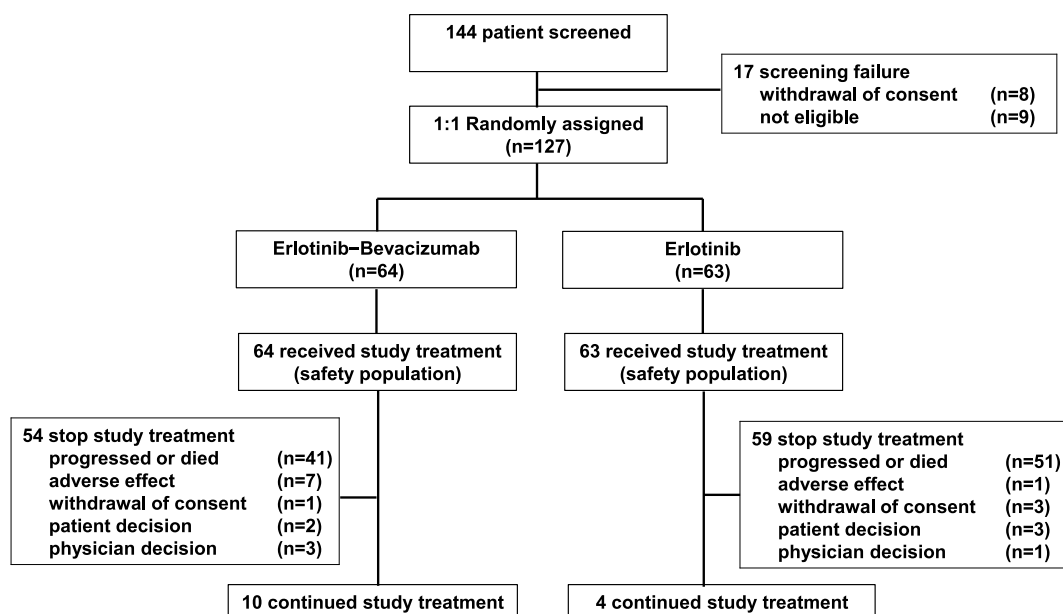 144 patient screened
17 screening failure
withdrawal of consent (n=8)
not eligible (n=9)
1:1 Randomly assigned
(n=127)
Erlotinib−Bevacizumab
(n=64)
Erlotinib
(n=63)
64 received study treatment
(safety population)
63 received study treatment
(safety population)
54 stop study treatment
progressed or died (n=41)
adverse effect (n=7)
withdrawal of consent (n=1)
patient decision (n=2)
physician decision (n=3)
59 stop study treatment
progressed or died (n=51)
adverse effect (n=1)
withdrawal of consent (n=3)
patient decision (n=3)
physician decision (n=1)
10 continued study treatment
4 continued study treatment